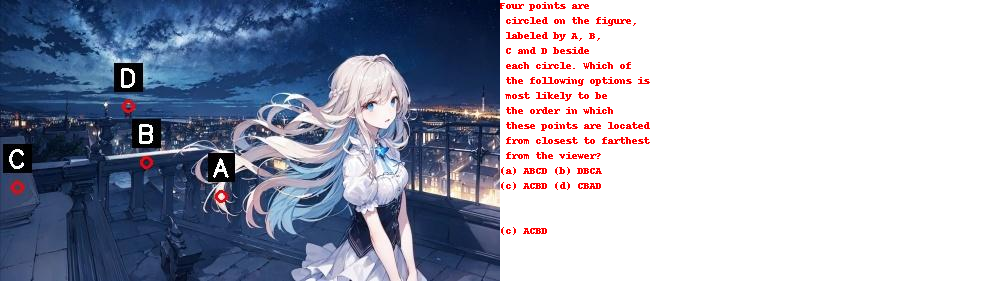 D
B
C
A
Four points are
circled on the figure,
labeled by A, B,
C and D beside
each circle. Which of
the following options is
most likely to be
the order in which
these points are located
from closest to farthest
from the viewer?
(a) ABCD (b) DBCA
(c) ACBD (d) CBAD
(c) ACBD